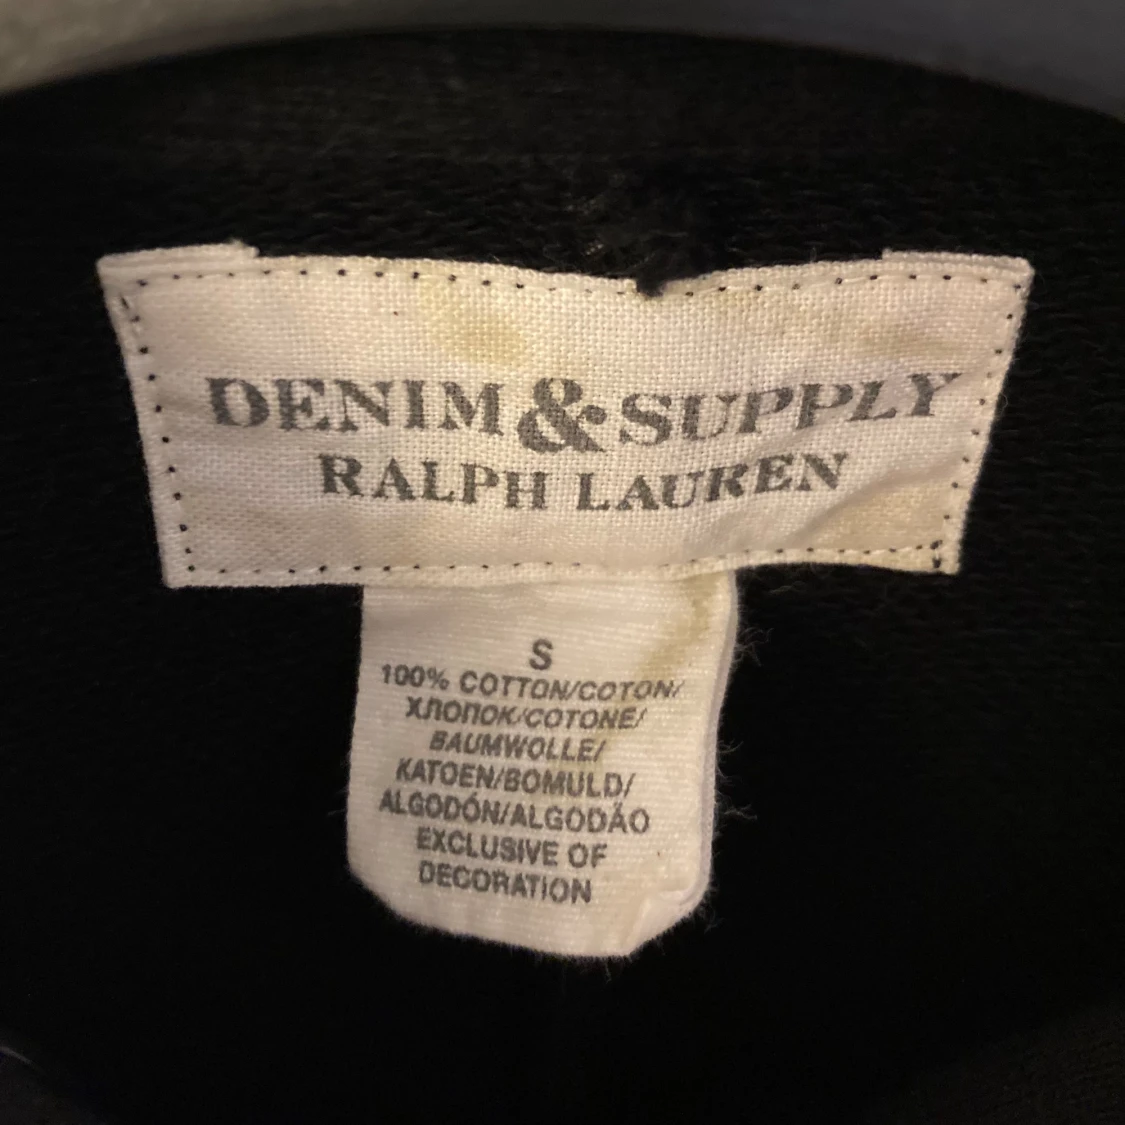 DENIM & SUPPLY
RALPH LAUREN
S
100% COTTON/COTON/
ХЛОПОК/COTONE/
BAUMWOLLE/
KATOEN/BOMULD/
ALGODÓN/ALGODÃO
EXCLUSIVE OF
DECORATION